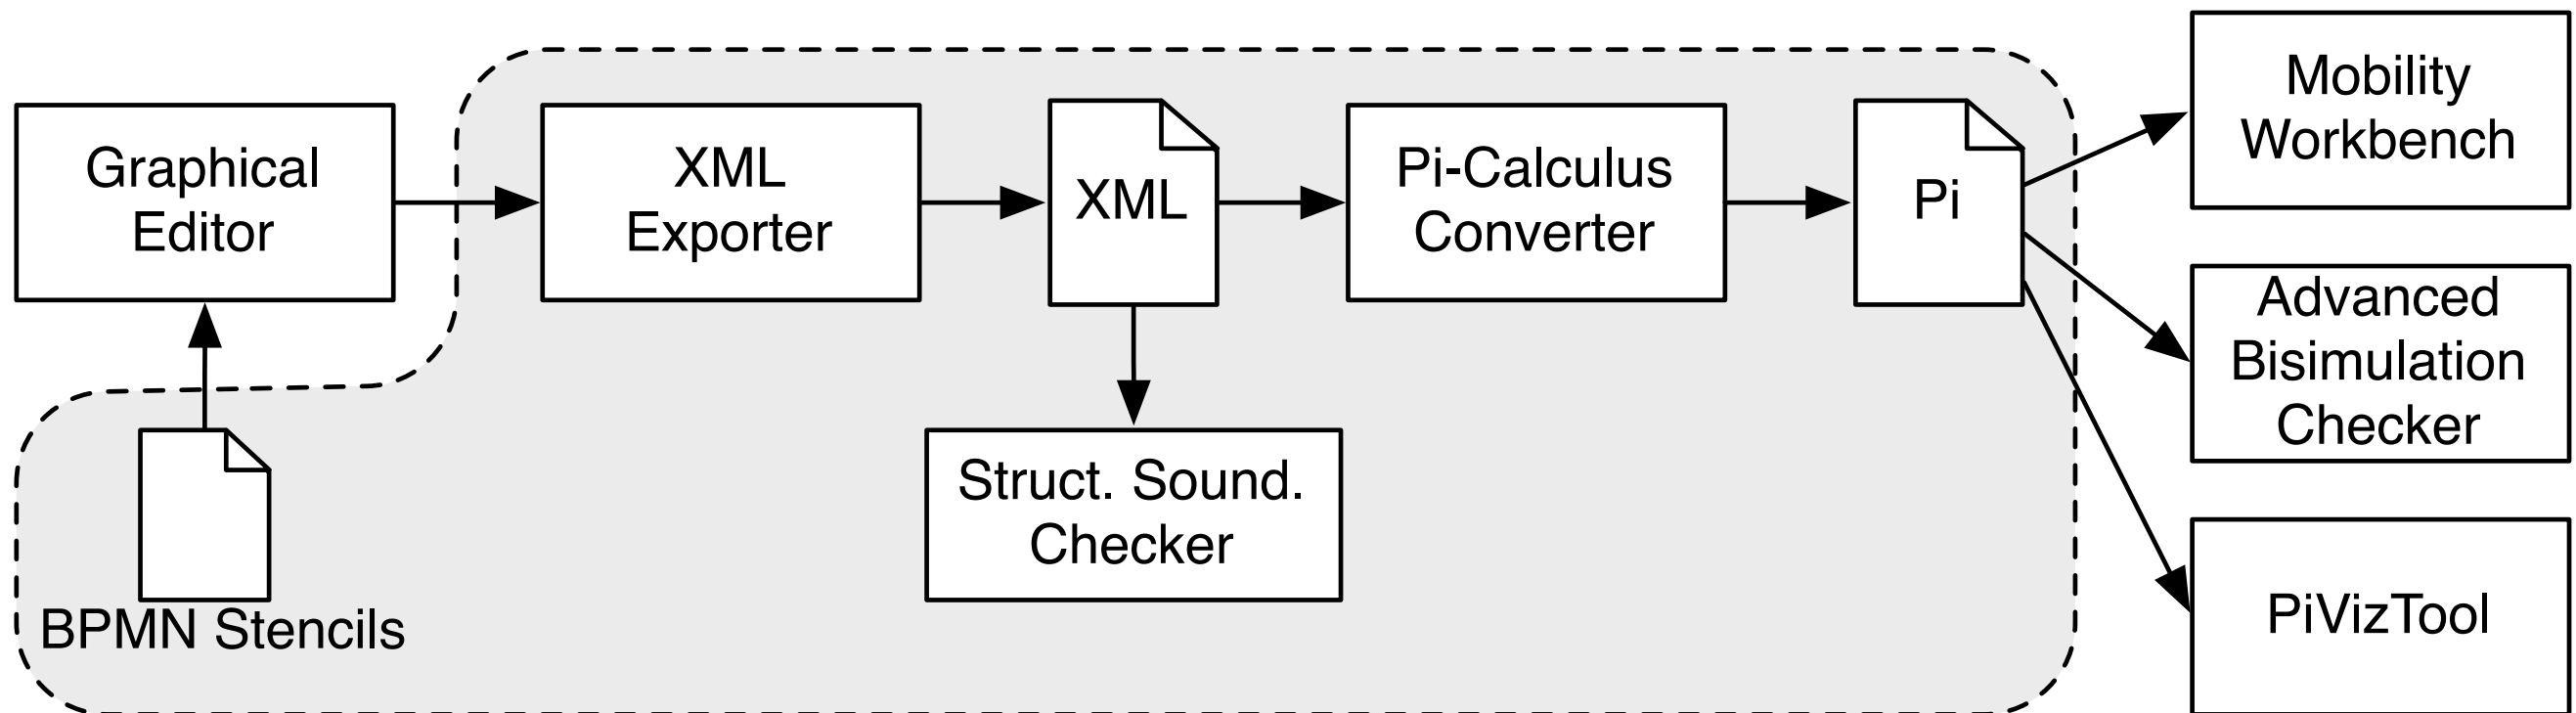 Graphical
Editor
XML
Exporter
XML
Pi-Calculus
Converter
Pi
Mobility
Workbench
Advanced
Bisimulation
Checker
PiVizTool
Struct. Sound.
Checker
BPMN Stencils